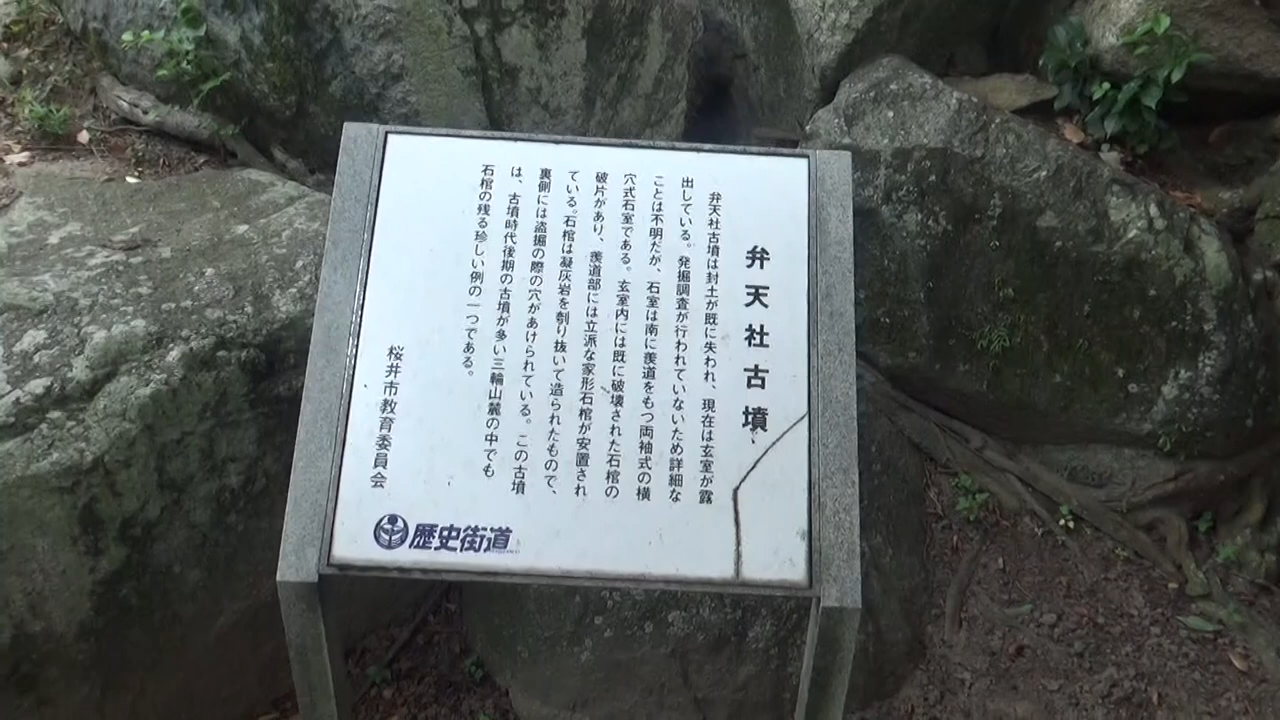 弁天社古墳
弁天社古墳は封土が既に失われ、現在は玄室が露
出している。発掘調査が行われていないため詳細な
ことは不明だが、石室は南に羨道をもつ両袖式の横
穴式石室である。玄室内には既に破壊された石棺の
破片があり、羨道部には立派な家形石棺が安置され
ている。石棺は凝灰岩を刳り抜いて造られたもので、
裏側には盗掘の際の穴があけられている。この古墳
は、古墳時代後期の古墳が多い三輪山麓の中でも
石棺の残る珍しい例の一つである。
桜井市教育委員会
歴史街道